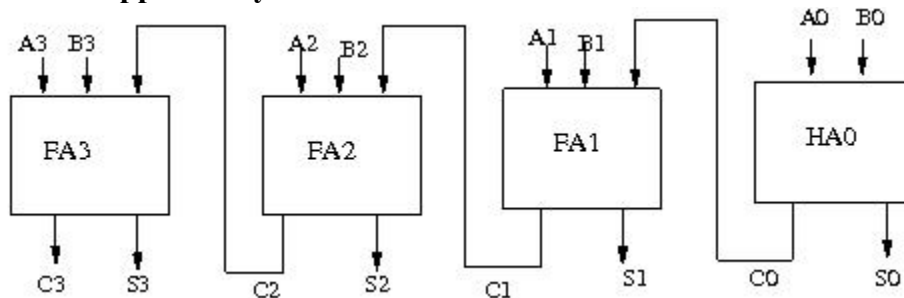 A3 B3 A2 B2 A1 B1 A0 B0
FA3 FA2 FA1 HA0
C3 S3 C2 S2 C1 S1 C0 S0